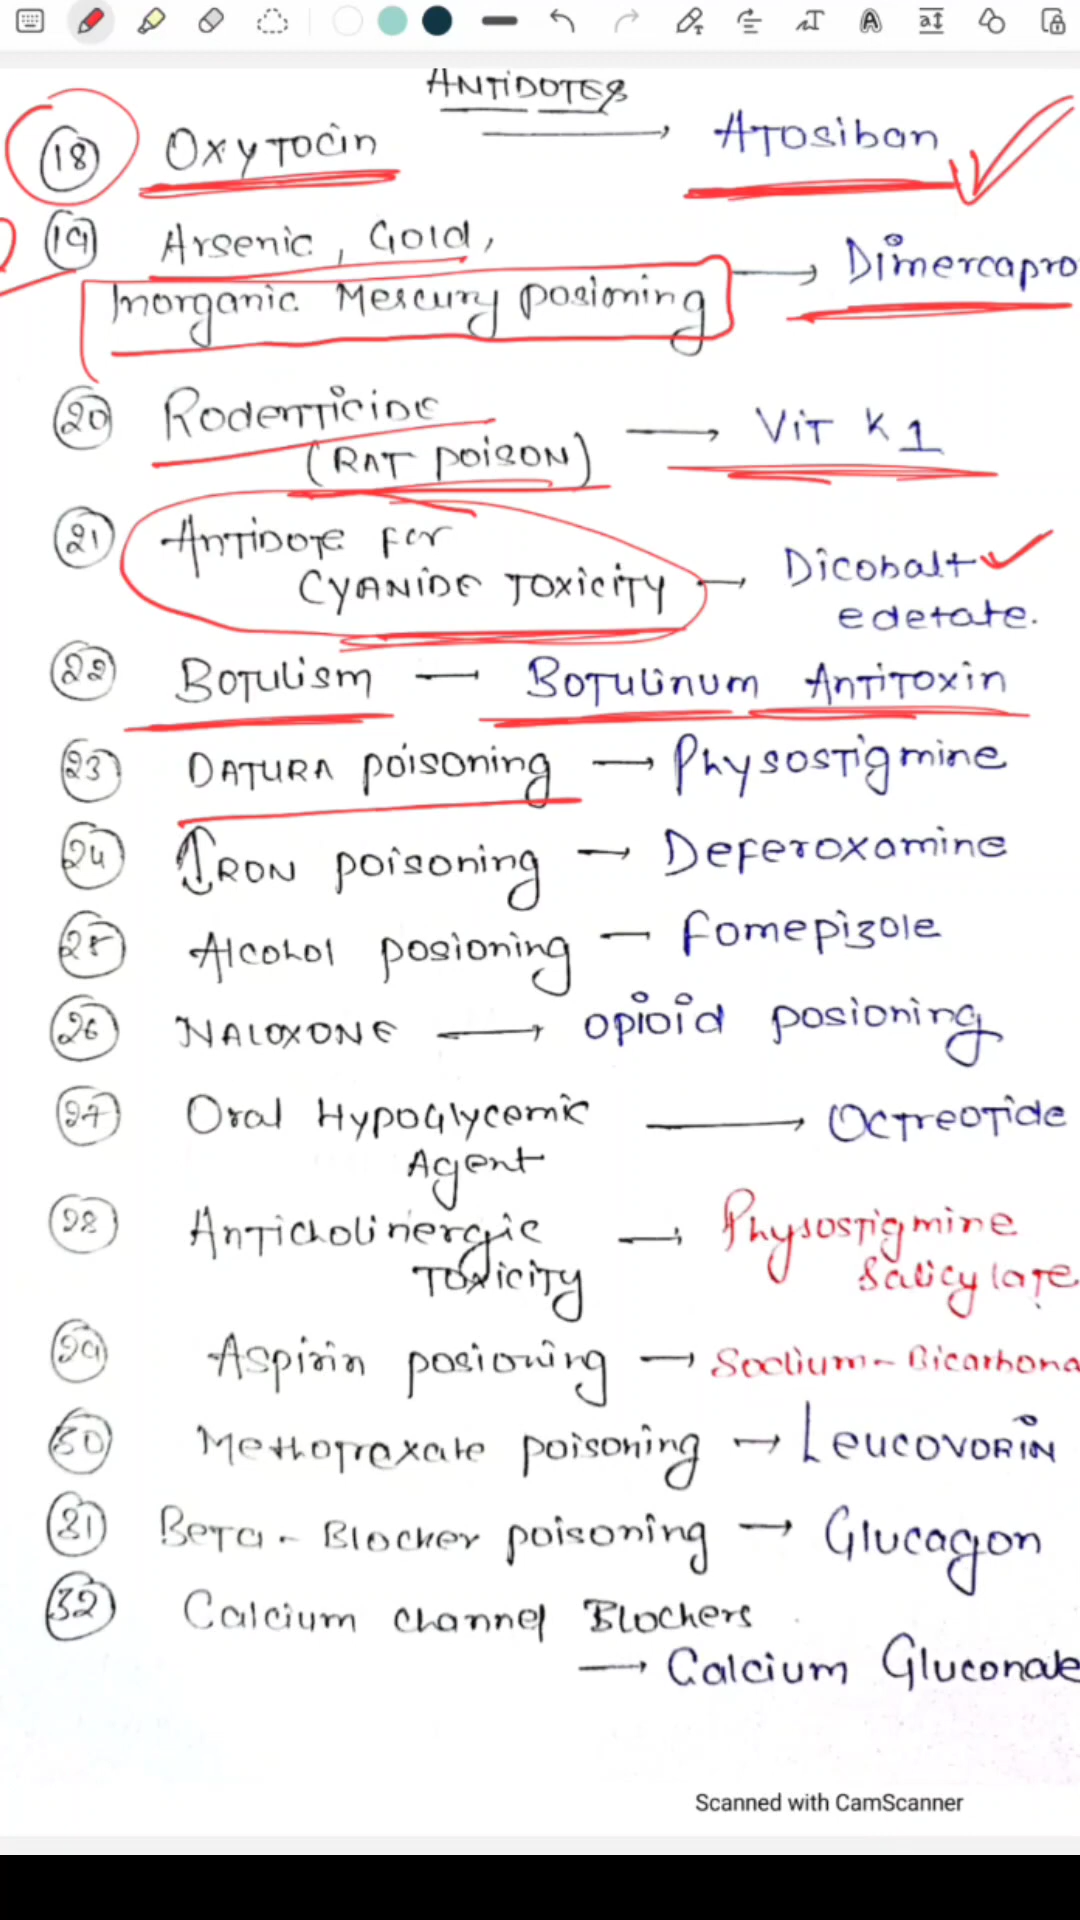 ANTIDOTES
18 Oxytocin → Atosiban
19 Arsenic, Gold,
Inorganic Mercury posioning → Dimercapro
20 Rodenticide
(RAT POISON) → Vit K1
21 Antidote for
CYANIDE TOXICITY → Dicobalt
edetate.
22 Botulism — Botulinum Antitoxin
23 DATURA poisoning → Physostigmine
24 IRON poisoning → Deferoxamine
25 Alcohol posioning — fomepizole
26 NALOXONE → opioid posioning
27 Oral Hypoglycemic → Octreotide
Agent
28 Anticholinergic → Physostigmine
Toxicity Salicylate
29 Aspirin posioning → Sodium-Bicarbona
30 Methotrexate poisoning → Leucovorin
31 Beta-Blocker poisoning → Glucagon
32 Calcium channel Blockers
→ Calcium Gluconate
Scanned with CamScanner